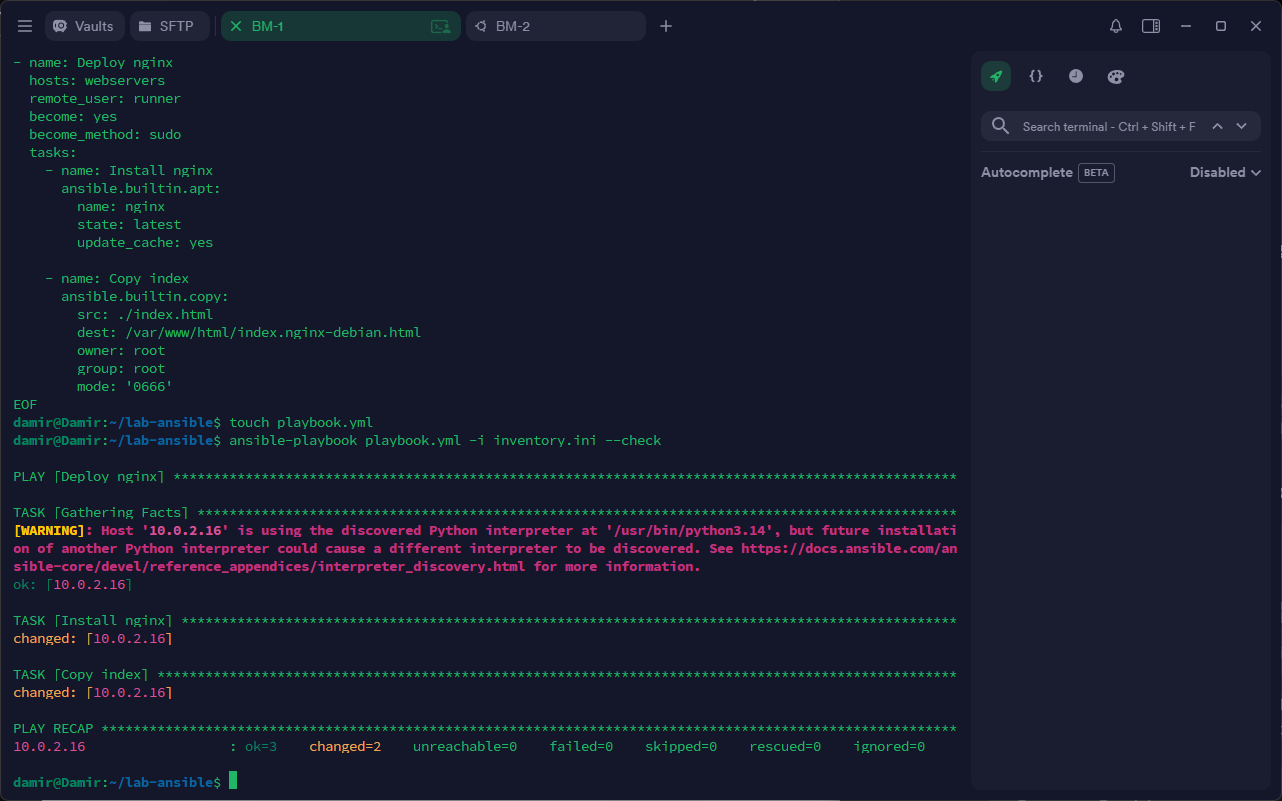 Vaults SFTP BM-1 BM-2
- name: Deploy nginx
  hosts: webservers
  remote_user: runner
  become: yes
  become_method: sudo
  tasks:
    - name: Install nginx
      ansible.builtin.apt:
        name: nginx
        state: latest
        update_cache: yes

    - name: Copy index
      ansible.builtin.copy:
        src: ./index.html
        dest: /var/www/html/index.nginx-debian.html
        owner: root
        group: root
        mode: '0666'
EOF
damir@Damir:~/lab-ansible$ touch playbook.yml
damir@Damir:~/lab-ansible$ ansible-playbook playbook.yml -i inventory.ini --check

PLAY [Deploy nginx] **************************************************************************************************

TASK [Gathering Facts] ***********************************************************************************************
[WARNING]: Host '10.0.2.16' is using the discovered Python interpreter at '/usr/bin/python3.14', but future installati
on of another Python interpreter could cause a different interpreter to be discovered. See https://docs.ansible.com/an
sible-core/devel/reference_appendices/interpreter_discovery.html for more information.
ok: [10.0.2.16]

TASK [Install nginx] *************************************************************************************************
changed: [10.0.2.16]

TASK [Copy index] ****************************************************************************************************
changed: [10.0.2.16]

PLAY RECAP ***********************************************************************************************************
10.0.2.16                  : ok=3    changed=2    unreachable=0    failed=0    skipped=0    rescued=0    ignored=0

damir@Damir:~/lab-ansible$
{}
Search terminal - Ctrl + Shift + F
Autocomplete BETA Disabled